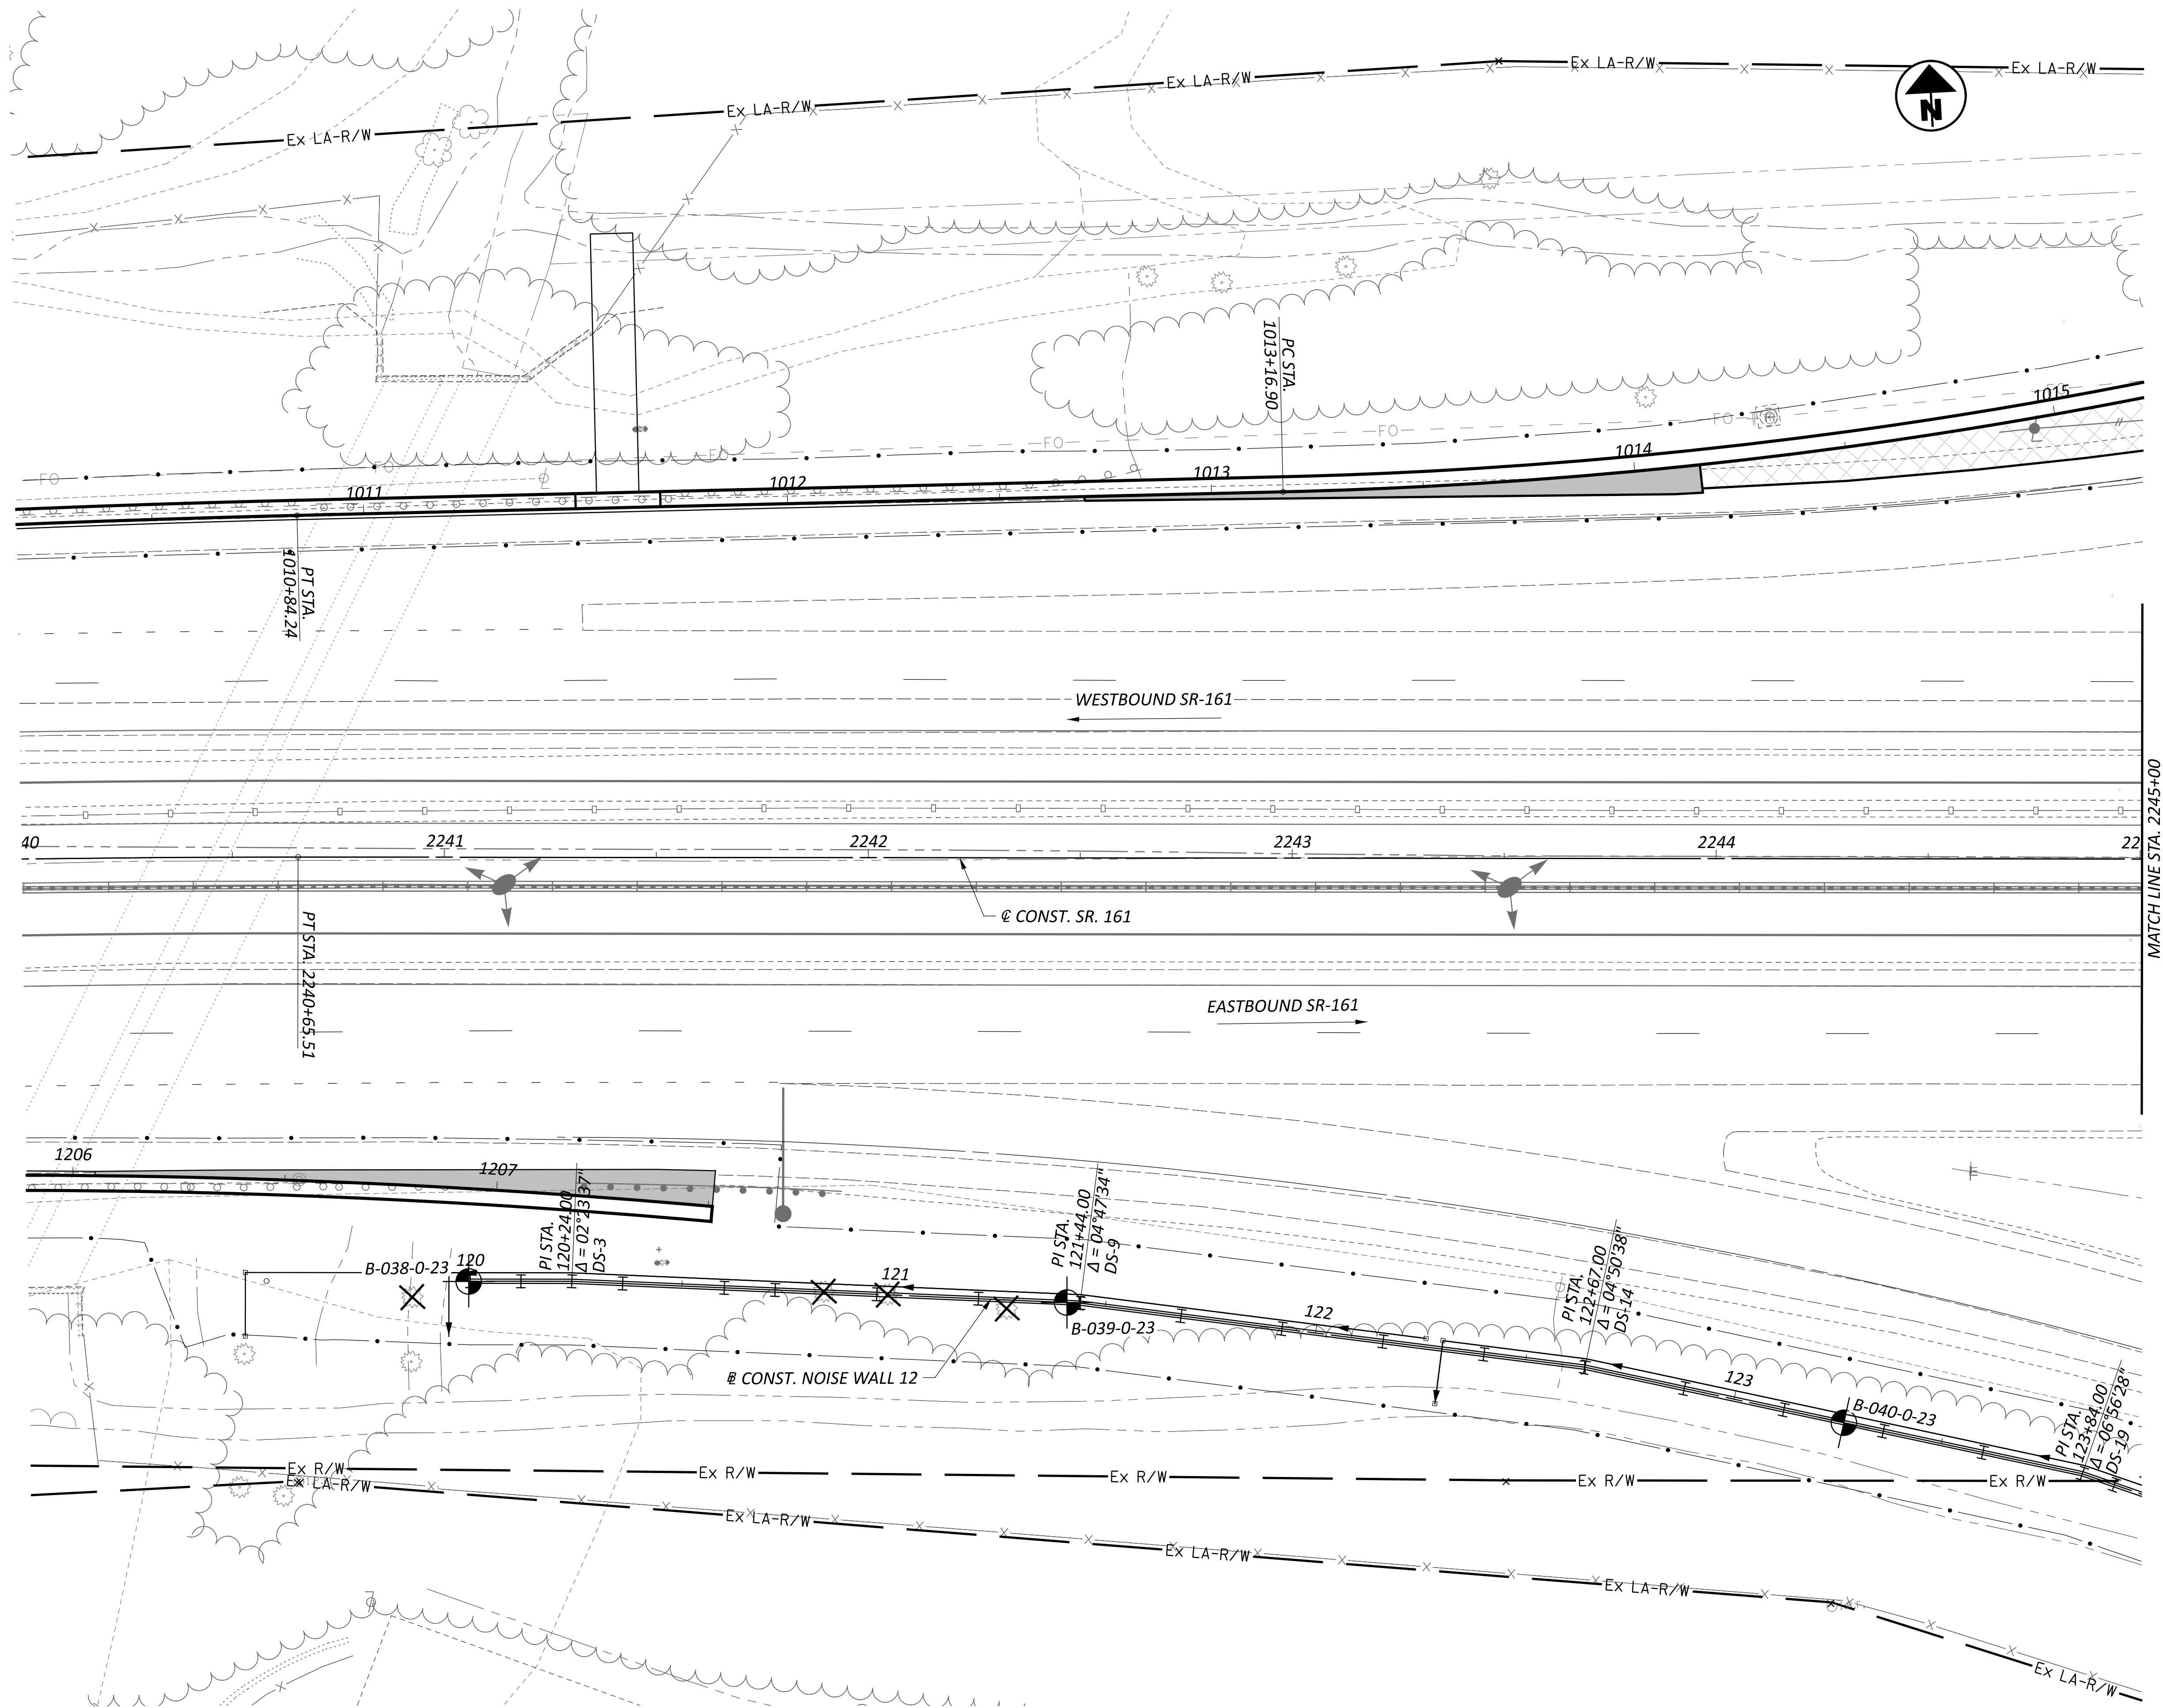 Ex LA-R/W
Ex LA-R/W
Ex LA-R/W
Ex LA-R/W
Ex LA-R/W
N
PC STA.
1013+16.90
FO
FO
FO
FO
FO
FO
1011
1012
1013
1014
1015
PT STA.
1010+84.24
WESTBOUND SR-161
40
2241
2242
2243
2244
22
MATCH LINE STA. 2245+00
℄ CONST. SR. 161
PT STA. 2240+65.51
EASTBOUND SR-161
1206
1207
PI STA.
120+24.00
Δ = 02°23'37"
DS-3
PI STA.
121+44.00
Δ = 04°47'34"
DS-9
PI STA.
122+67.00
Δ = 04°50'38"
DS-14
PI STA.
123+84.00
Δ = 06°56'28"
DS-19
B-038-0-23
120
121
122
123
B-039-0-23
B-040-0-23
BL CONST. NOISE WALL 12
Ex R/W
Ex R/W
Ex R/W
Ex R/W
Ex R/W
Ex LA-R/W
Ex LA-R/W
Ex LA-R/W
Ex LA-R/W
Ex LA-R/W